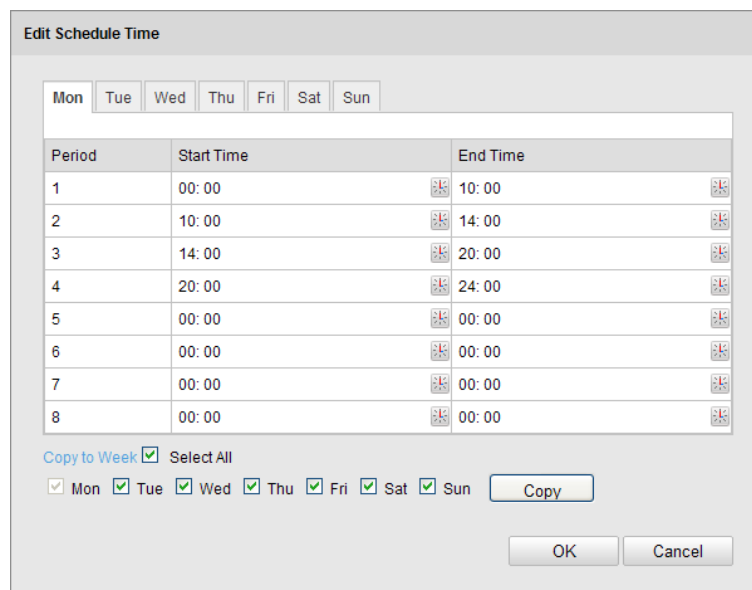 Edit Schedule Time
Mon Tue Wed Thu Fri Sat Sun
Period Start Time End Time
1 00: 00 10: 00
2 10: 00 14: 00
3 14: 00 20: 00
4 20: 00 24: 00
5 00: 00 00: 00
6 00: 00 00: 00
7 00: 00 00: 00
8 00: 00 00: 00
Copy to Week Select All
Mon Tue Wed Thu Fri Sat Sun Copy
OK Cancel